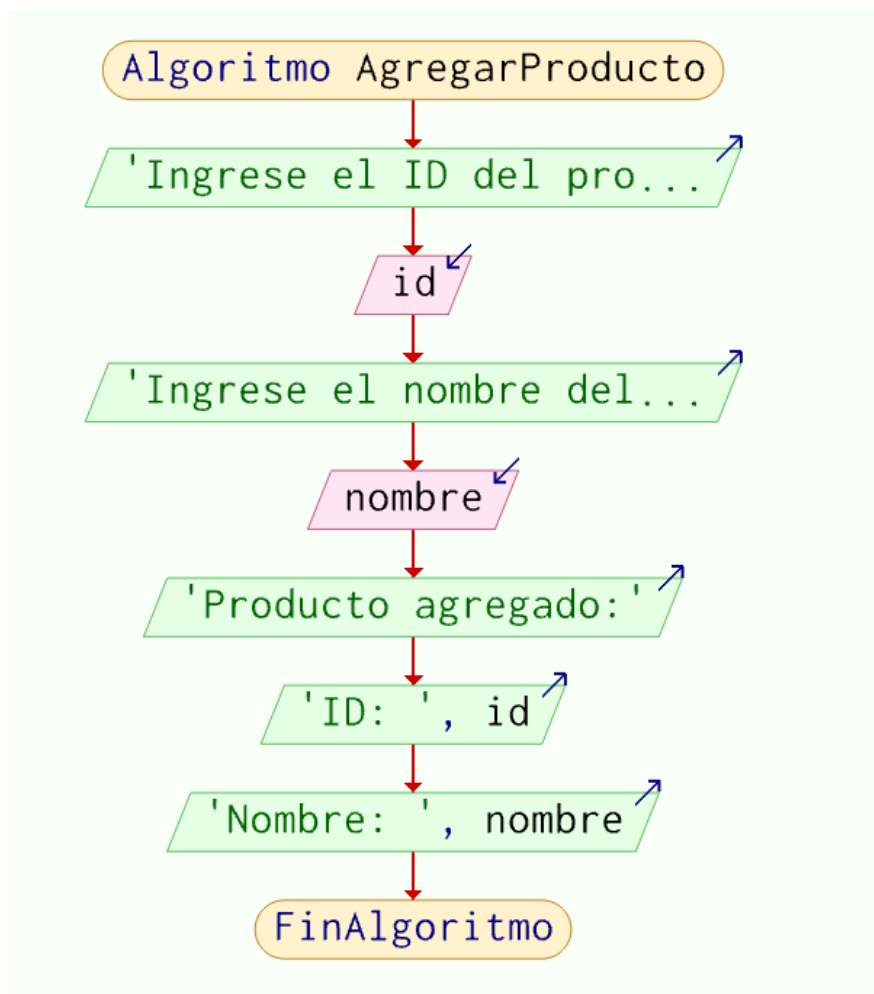 Algoritmo AgregarProducto
'Ingrese el ID del pro...
id
'Ingrese el nombre del...
nombre
'Producto agregado:'
'ID: ', id
'Nombre: ', nombre
FinAlgoritmo